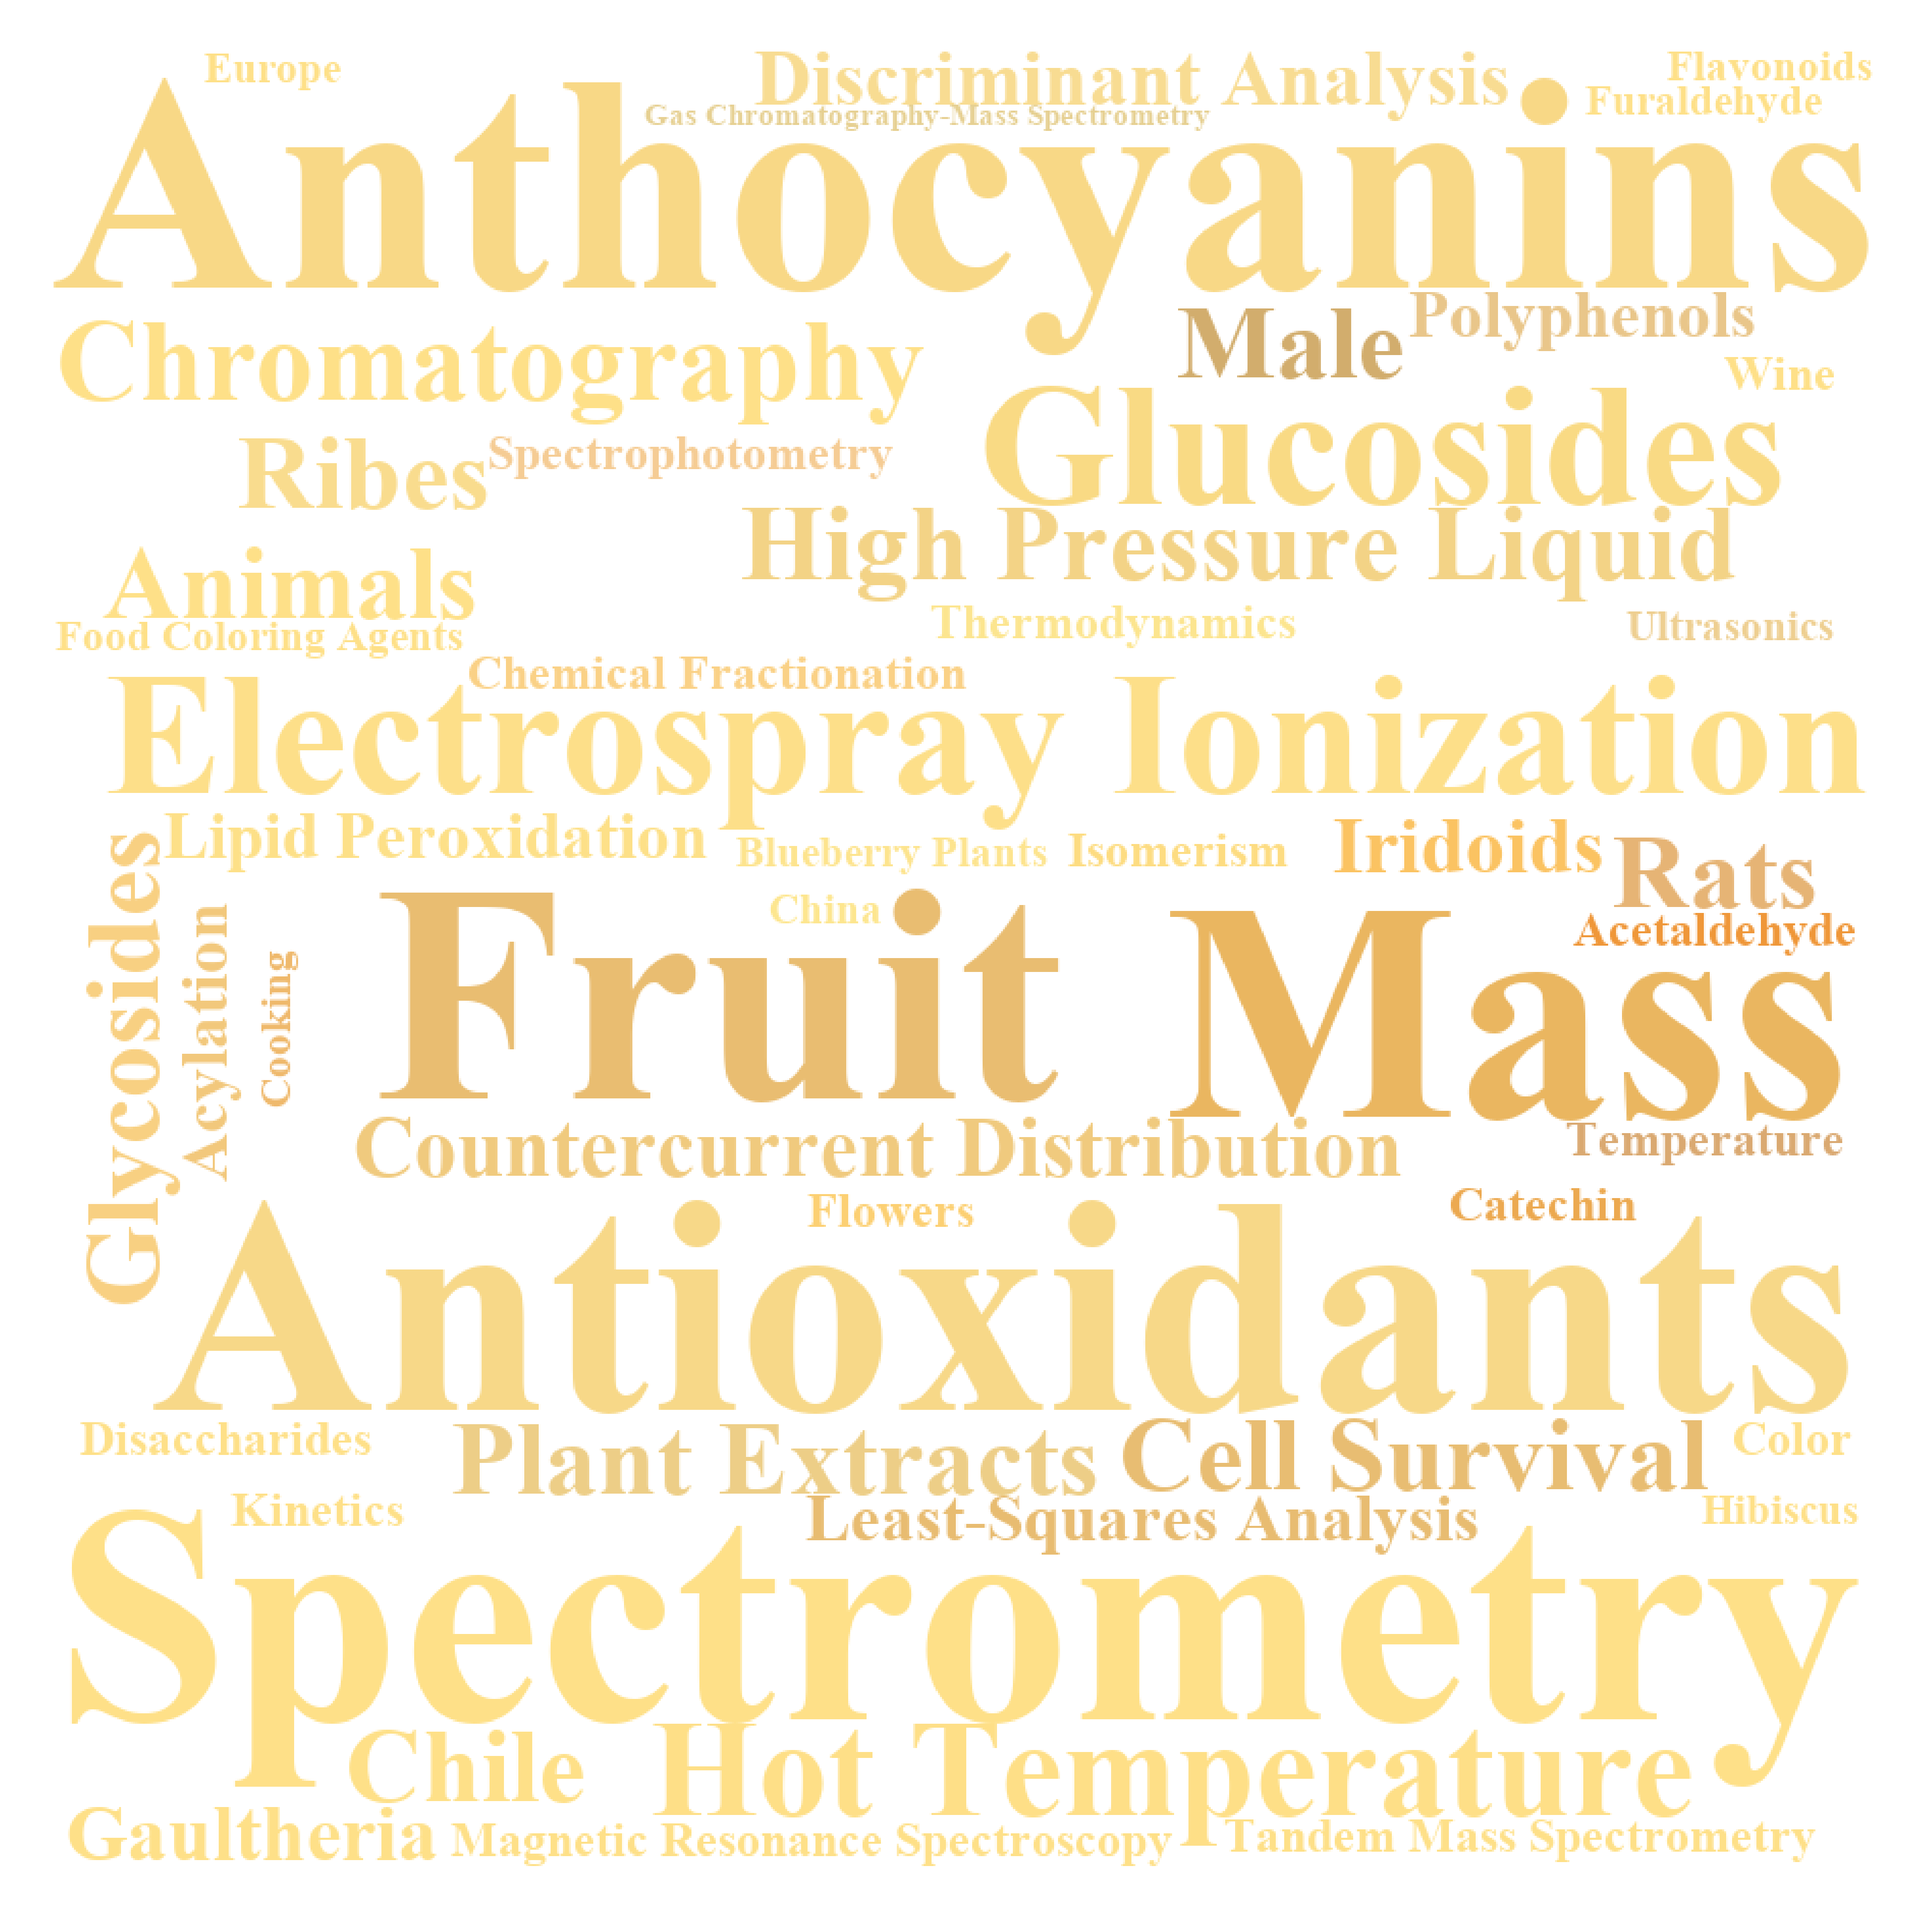 Europe
Discriminant Analysis
Flavonoids
Gas Chromatography-Mass Spectrometry
Furaldehyde
Anthocyanins
Chromatography
Male
Polyphenols
Wine
Ribes
Spectrophotometry
Glucosides
High Pressure Liquid
Animals
Food Coloring Agents
Thermodynamics
Ultrasonics
Chemical Fractionation
Electrospray Ionization
Lipid Peroxidation
Blueberry Plants
Isomerism
Iridoids
Rats
Glycosides
Acylation
Cooking
China
Fruit
Mass
Acetaldehyde
Countercurrent Distribution
Temperature
Flowers
Catechin
Antioxidants
Disaccharides
Plant Extracts
Cell Survival
Color
Kinetics
Least-Squares Analysis
Hibiscus
Spectrometry
Chile
Hot Temperature
Gaultheria
Magnetic Resonance Spectroscopy
Tandem Mass Spectrometry